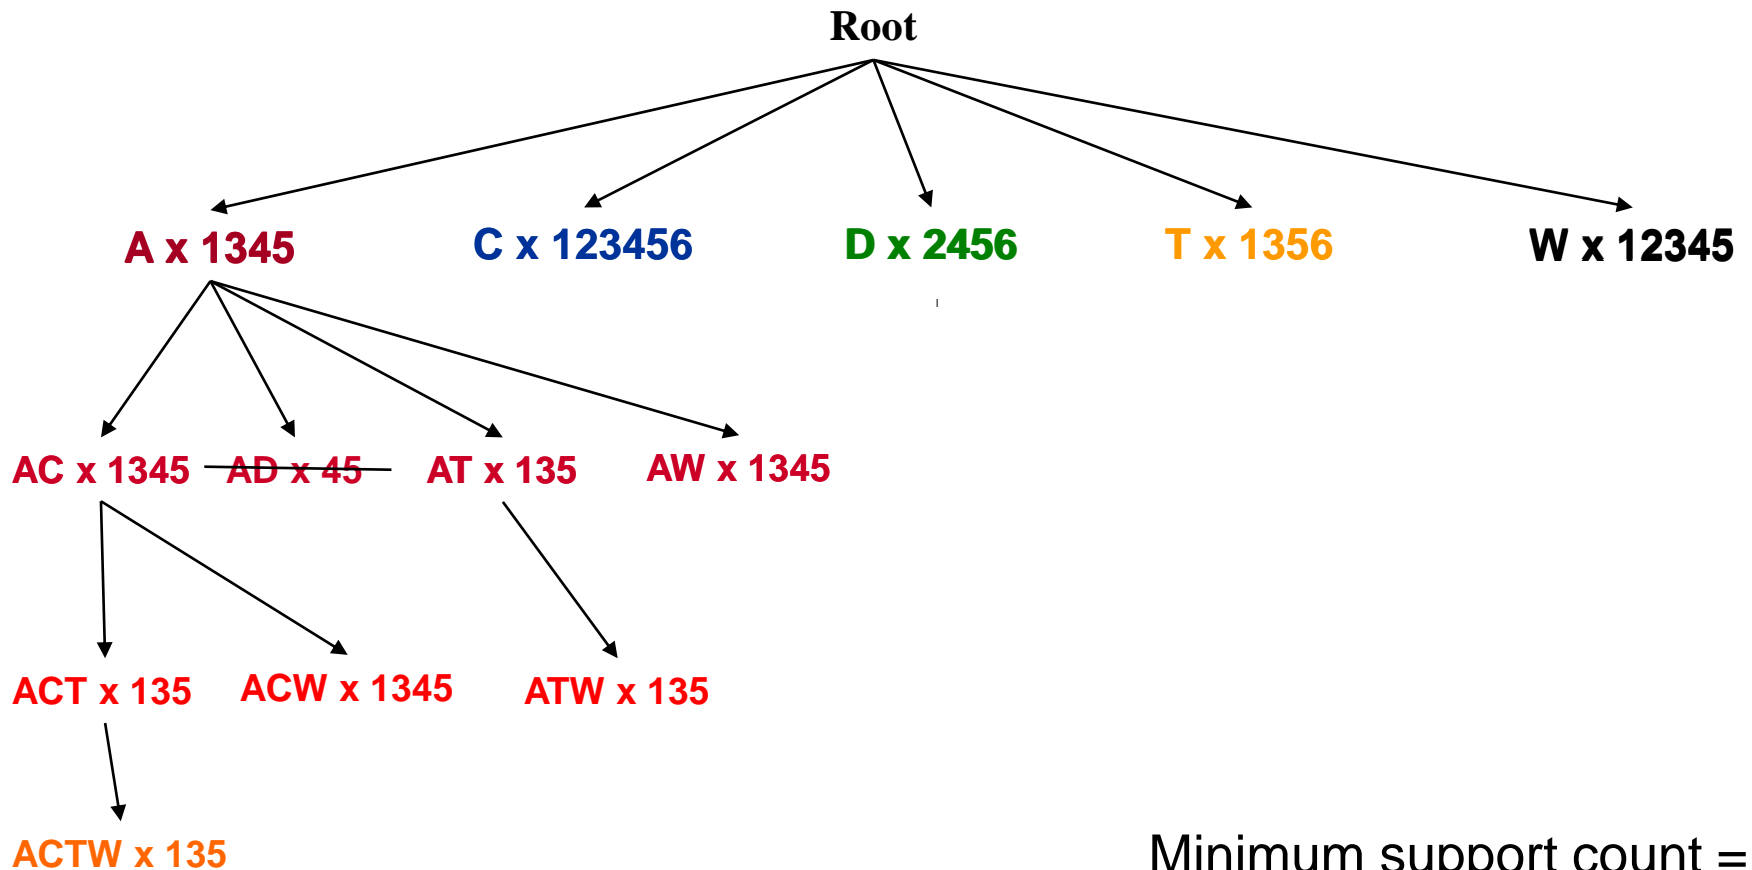 Root
A x 1345
C x 123456
D x 2456
T x 1356
W x 12345
AC x 1345
AD x 45
AT x 135
AW x 1345
ACT x 135
ACW x 1345
ATW x 135
ACTW x 135
Minimum support count =